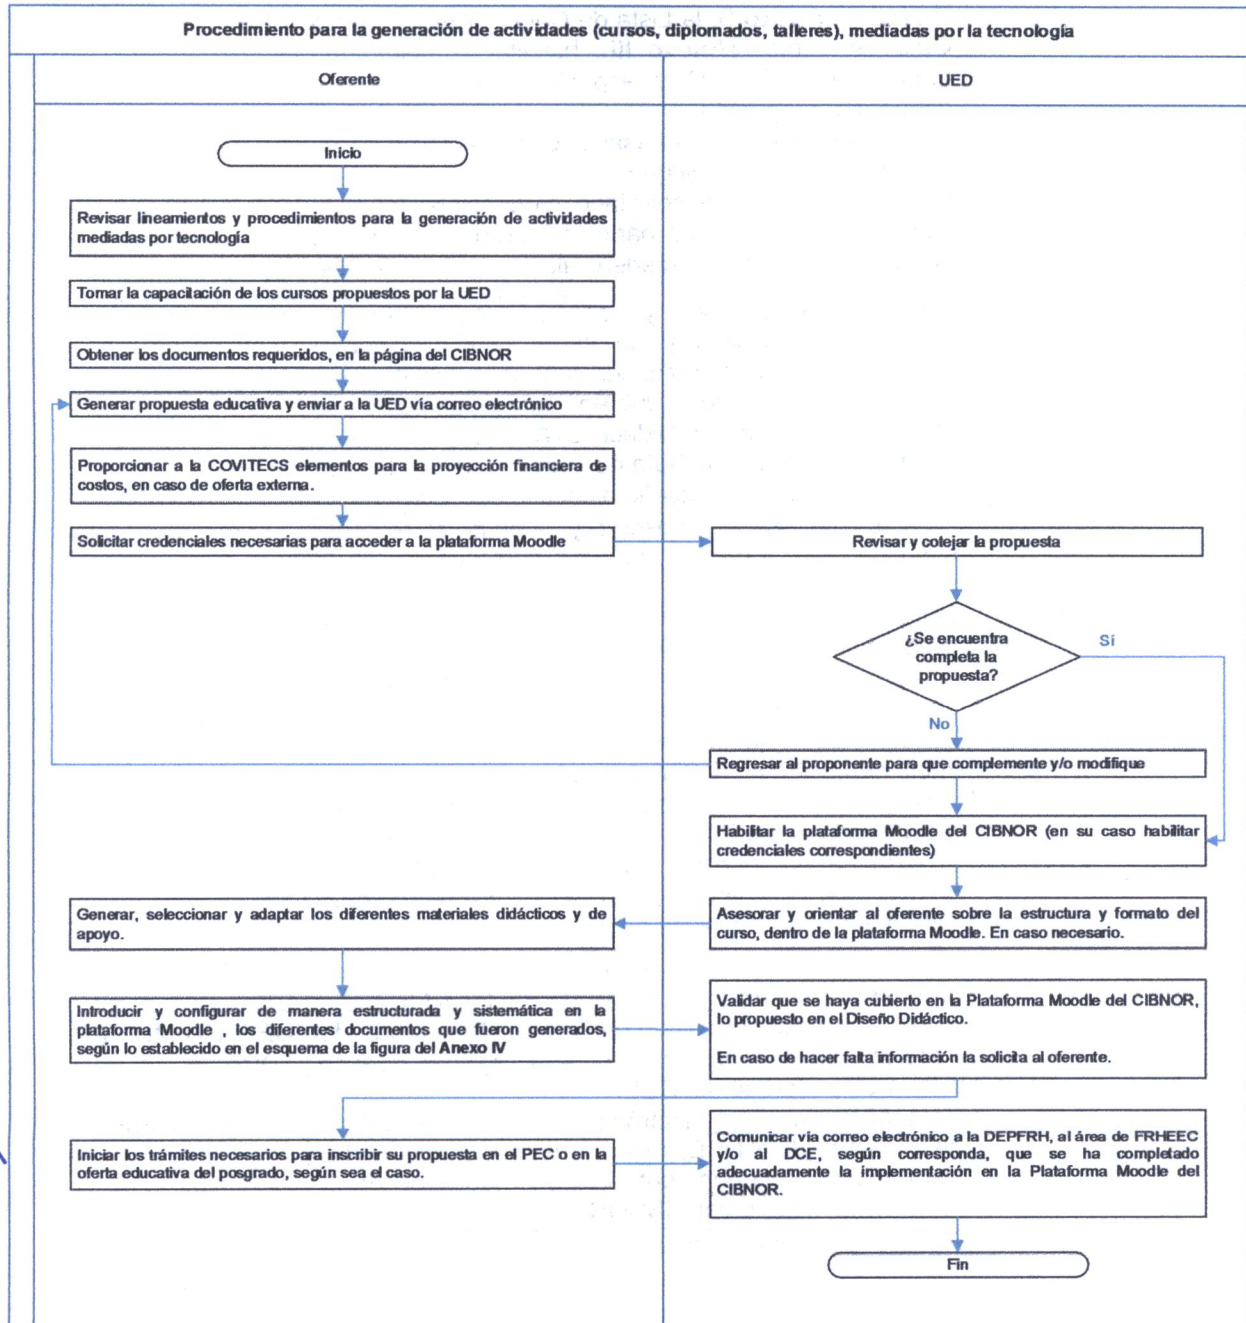 Procedimiento para la generación de actividades (cursos, diplomados, talleres), mediadas por la tecnología
Oferente
UED
Inicio
Revisar lineamientos y procedimientos para la generación de actividades
mediadas por tecnología
Tomar la capacitación de los cursos propuestos por la UED
Obtener los documentos requeridos, en la página del CIBNOR
Generar propuesta educativa y enviar a la UED vía correo electrónico
Proporcionar a la COVITECS elementos para la proyección financiera de
costos, en caso de oferta externa.
Solicitar credenciales necesarias para acceder a la plataforma Moodle
Revisar y cotejar la propuesta
¿Se encuentra
completa la
propuesta?
Sí
No
Regresar al proponente para que complemente y/o modifique
Habilitar la plataforma Moodle del CIBNOR (en su caso habilitar
credenciales correspondientes)
Asesorar y orientar al oferente sobre la estructura y formato del
curso, dentro de la plataforma Moodle. En caso necesario.
Generar, seleccionar y adaptar los diferentes materiales didácticos y de
apoyo.
Introducir y configurar de manera estructurada y sistemática en la
plataforma Moodle , los diferentes documentos que fueron generados,
según lo establecido en el esquema de la figura del Anexo IV
Validar que se haya cubierto en la Plataforma Moodle del CIBNOR,
lo propuesto en el Diseño Didáctico.
En caso de hacer falta información la solicita al oferente.
Iniciar los trámites necesarios para inscribir su propuesta en el PEC o en la
oferta educativa del posgrado, según sea el caso.
Comunicar vía correo electrónico a la DEPFRH, al área de FRHEEC
y/o al DCE, según corresponda, que se ha completado
adecuadamente la implementación en la Plataforma Moodle del
CIBNOR.
Fin